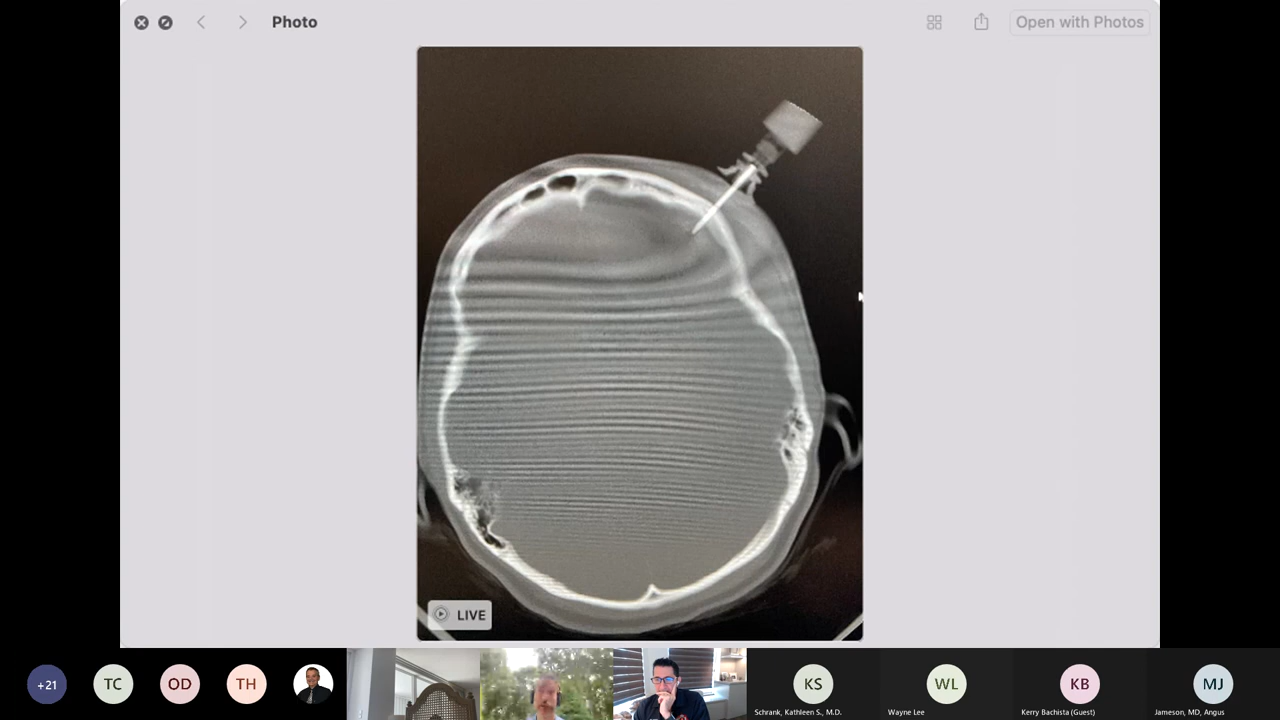 Photo
Open with Photos
LIVE
+21
TC
OD
TH
KS
WL
KB
MJ
Schrank, Kathleen S., M.D.
Wayne Lee
Kerry Bachista (Guest)
Jameson, MD, Angus